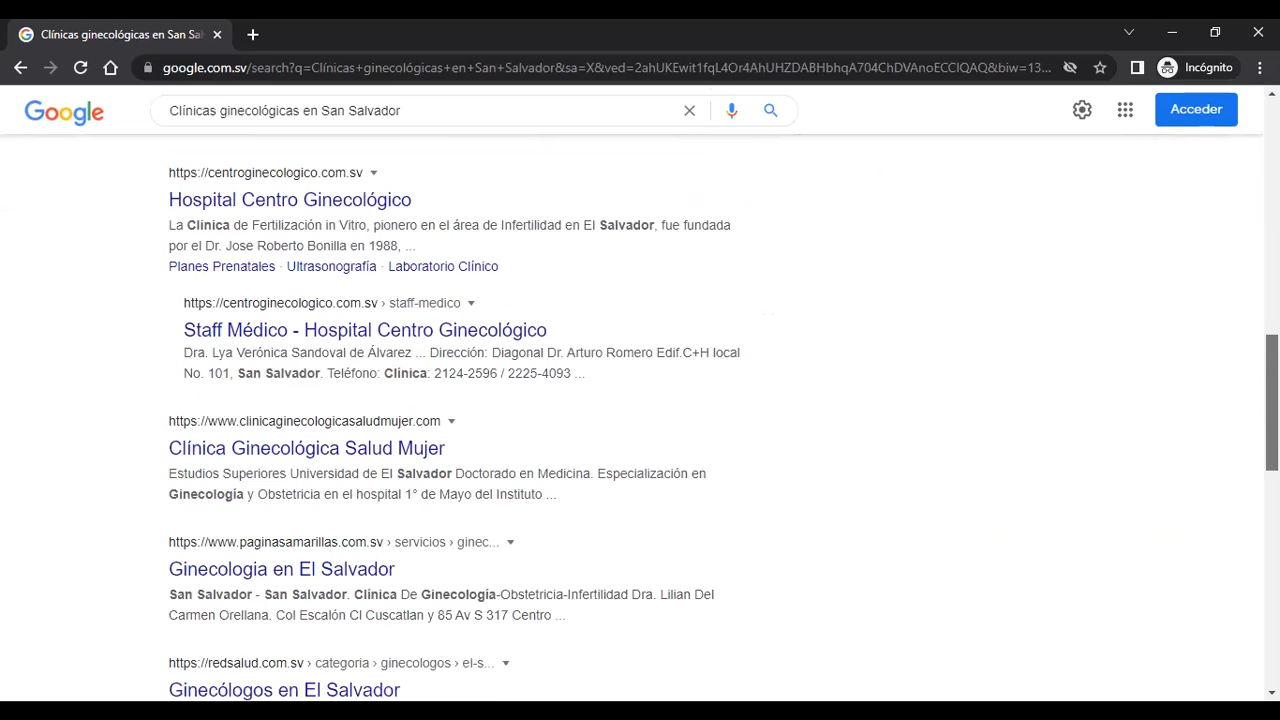 Clínicas ginecológicas en San Sal
google.com.sv/search?q=Clínicas+ginecológicas+en+San+Salvador&sa=X&ved=2ahUKEwit1fqL4Or4AhUHZDABHbhqA704ChDVAnoECCIQAQ&biw=13...
Incógnito
Google
Clínicas ginecológicas en San Salvador
Acceder
https://centroginecologico.com.sv
Hospital Centro Ginecológico
La Clínica de Fertilización in Vitro, pionero en el área de Infertilidad en El Salvador, fue fundada
por el Dr. Jose Roberto Bonilla en 1988, ...
Planes Prenatales · Ultrasonografía · Laboratorio Clínico
https://centroginecologico.com.sv › staff-medico
Staff Médico - Hospital Centro Ginecológico
Dra. Lya Verónica Sandoval de Álvarez ... Dirección: Diagonal Dr. Arturo Romero Edif.C+H local
No. 101, San Salvador. Teléfono: Clínica: 2124-2596 / 2225-4093 ...
https://www.clinicaginecologicasaludmujer.com
Clínica Ginecológica Salud Mujer
Estudios Superiores Universidad de El Salvador Doctorado en Medicina. Especialización en
Ginecología y Obstetricia en el hospital 1° de Mayo del Instituto ...
https://www.paginasamarillas.com.sv › servicios › ginec...
Ginecologia en El Salvador
San Salvador - San Salvador. Clínica De Ginecología-Obstetricia-Infertilidad Dra. Lilian Del
Carmen Orellana. Col Escalón Cl Cuscatlan y 85 Av S 317 Centro ...
https://redsalud.com.sv › categoria › ginecologos › el-s...
Ginecólogos en El Salvador